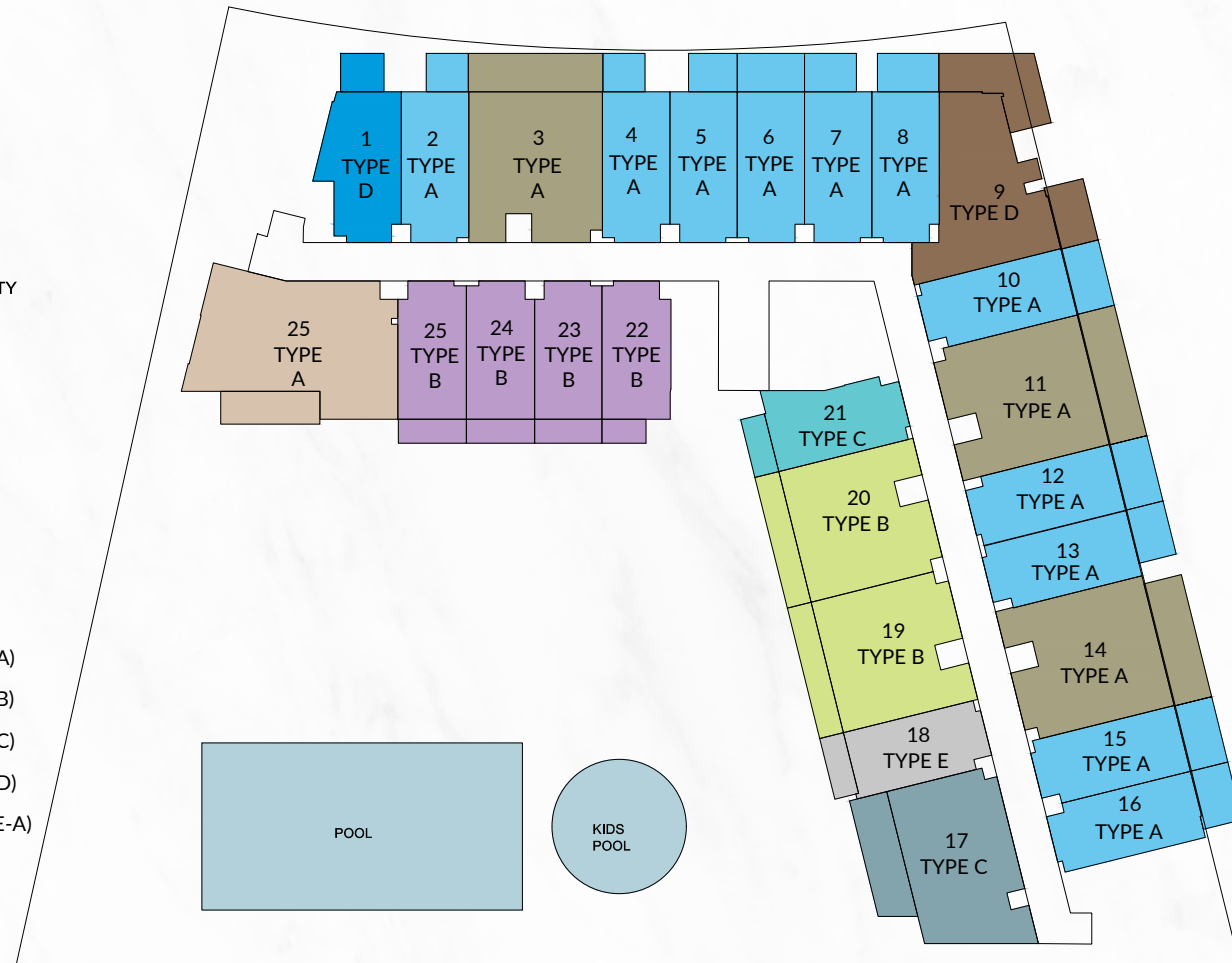 1
TYPE
D
2
TYPE
A
3
TYPE
A
4
TYPE
A
5
TYPE
A
6
TYPE
A
7
TYPE
A
8
TYPE
A
9
TYPE D
10
TYPE A
11
TYPE A
12
TYPE A
13
TYPE A
14
TYPE A
15
TYPE A
16
TYPE A
17
TYPE C
18
TYPE E
19
TYPE B
20
TYPE B
21
TYPE C
22
TYPE
B
23
TYPE
B
24
TYPE
B
25
TYPE
B
25
TYPE
A
TY
A)
B)
C)
D)
E-A)
POOL
KIDS
POOL